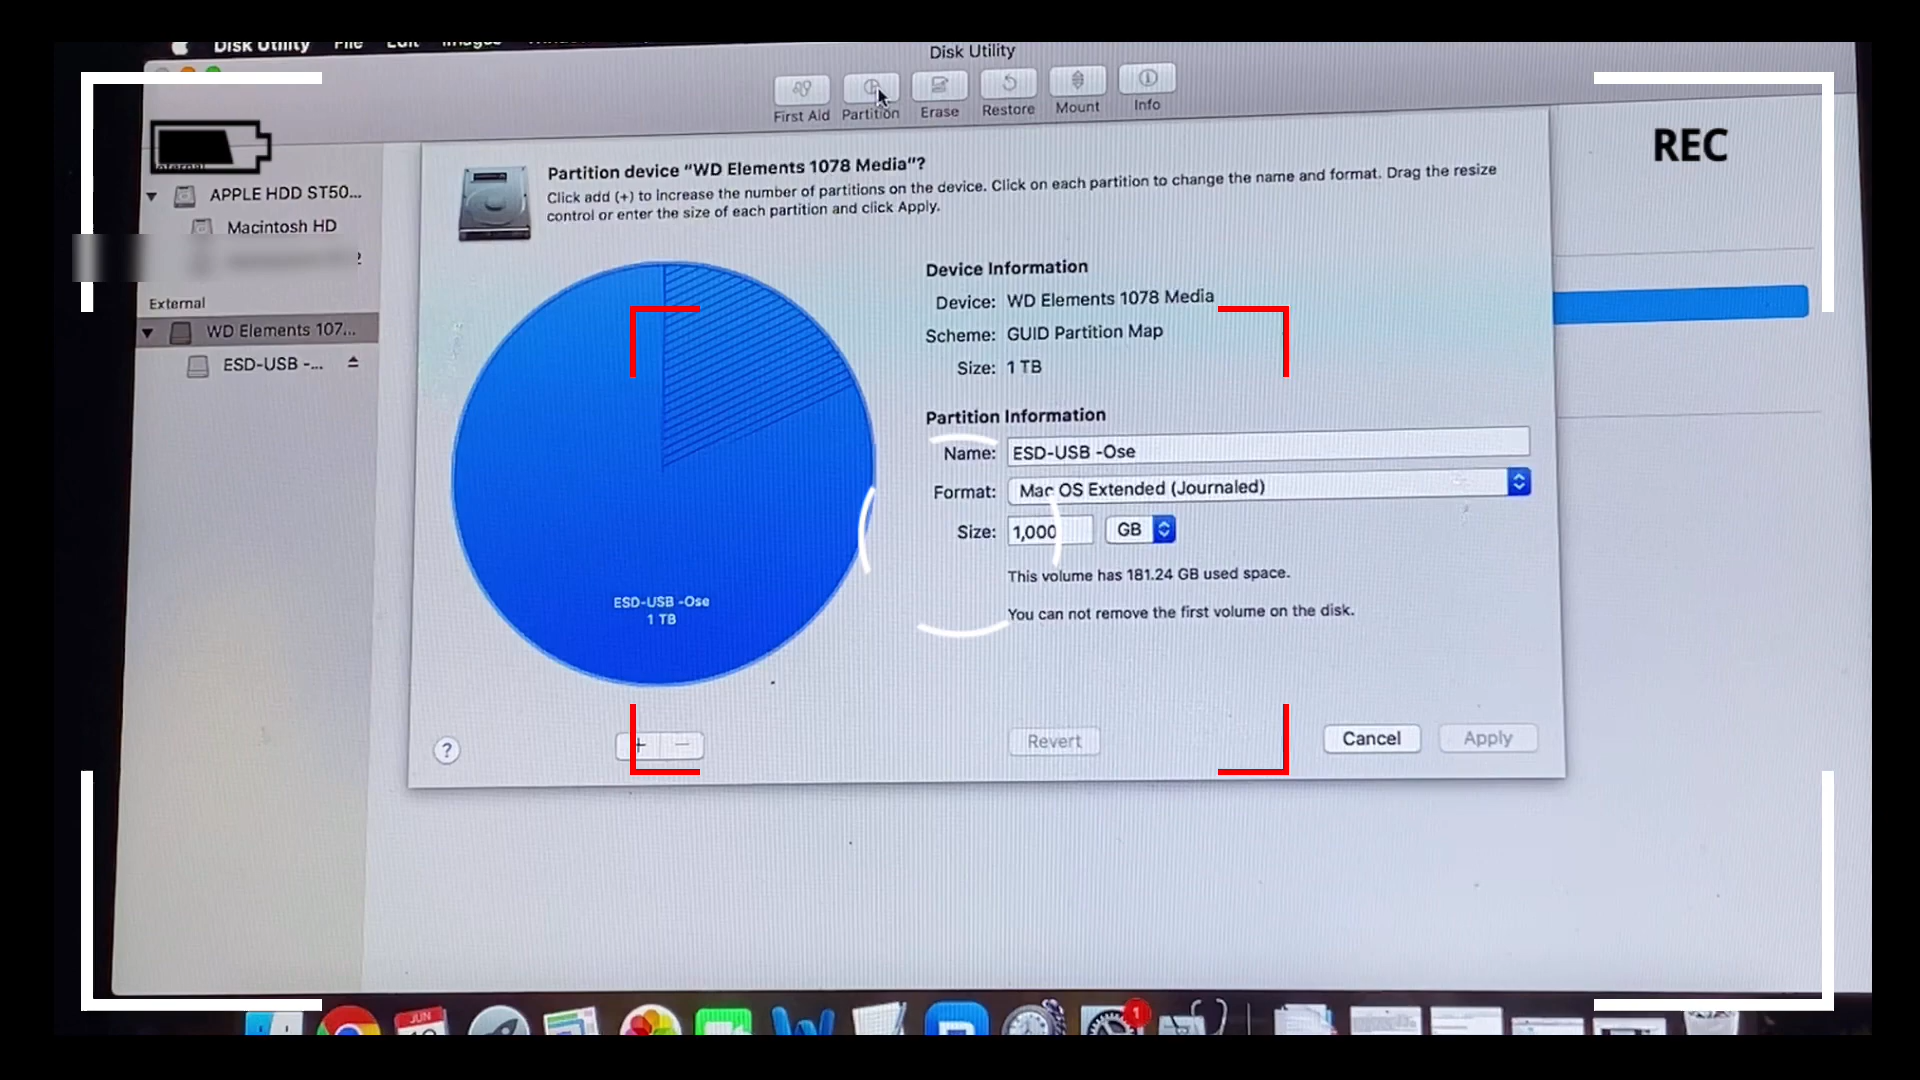 Disk Utility File Edit Images
Disk Utility
First Aid Partition Erase Restore Mount Info
REC
Partition device “WD Elements 1078 Media”?
Click add (+) to increase the number of partitions on the device. Click on each partition to change the name and format. Drag the resize
control or enter the size of each partition and click Apply.
APPLE HDD ST50...
Macintosh HD
2
External
WD Elements 107...
ESD-USB -...
Device Information
Device: WD Elements 1078 Media
Scheme: GUID Partition Map
Size: 1 TB
Partition Information
Name: ESD-USB -Ose
Format: Mac OS Extended (Journaled)
Size: 1,000 GB
This volume has 181.24 GB used space.
You can not remove the first volume on the disk.
ESD-USB -Ose
1 TB
? + −
Revert
Cancel
Apply
JUN
1